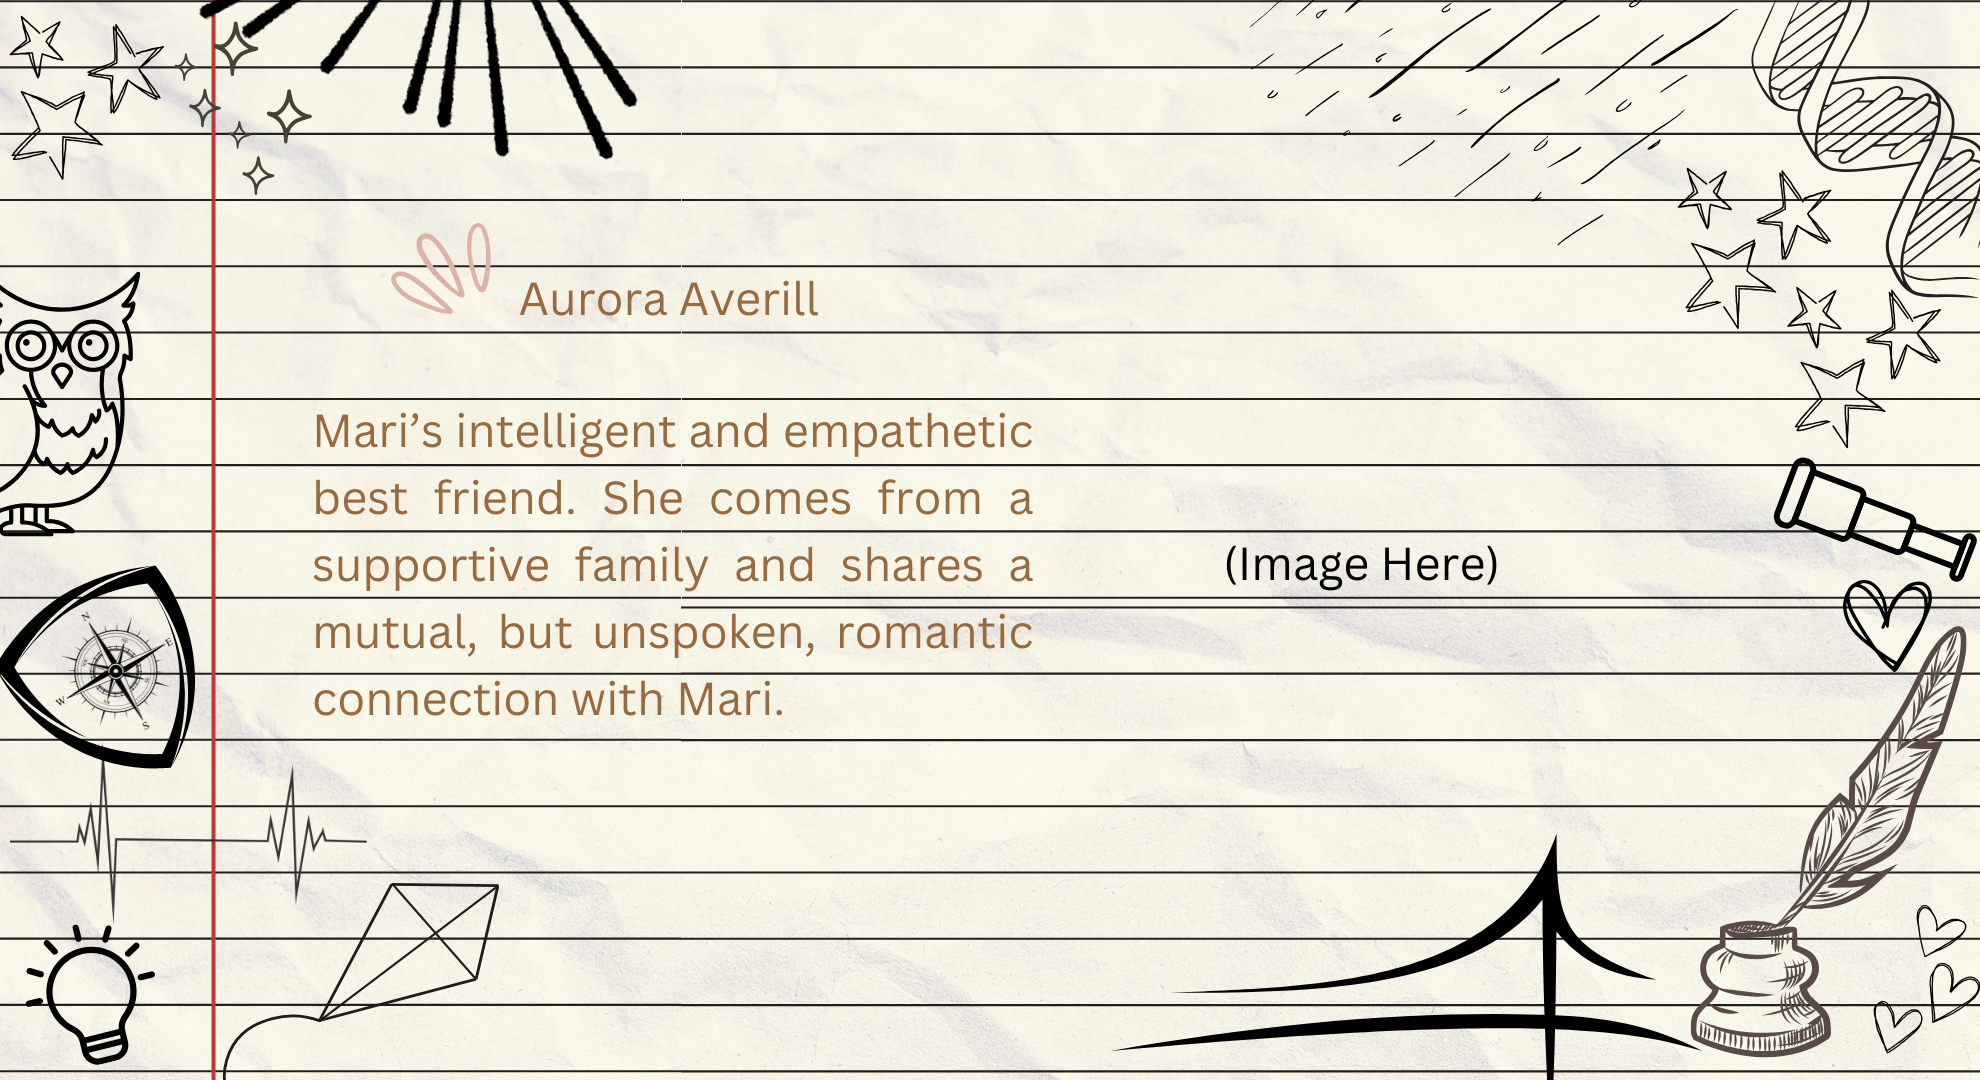 Aurora Averill
Mari’s intelligent and empathetic
best friend. She comes from a
supportive family and shares a
(Image Here)
mutual, but unspoken, romantic
connection with Mari.
N
E
W
S